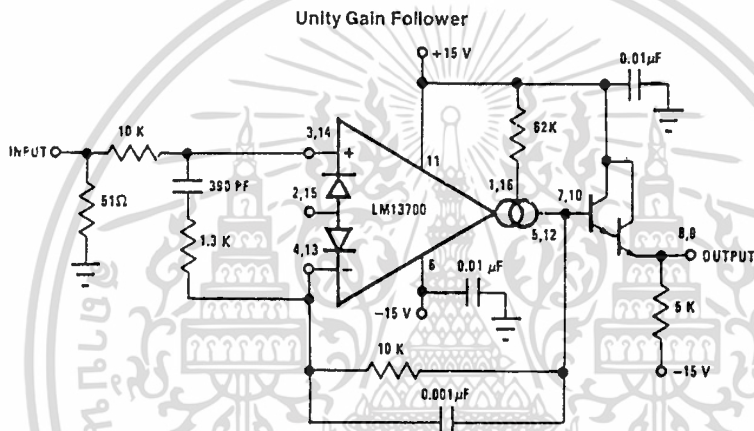 Unity Gain Follower
+15 V
0.01µF
10 K
3,14
62K
INPUT
+
11
390 PF
1,16
7,10
2,15
LM13700
51Ω
4,13
5,12
8,9
OUTPUT
1.3 K
−
6
0.01 µF
−15 V
5 K
10 K
−15 V
0.001µF